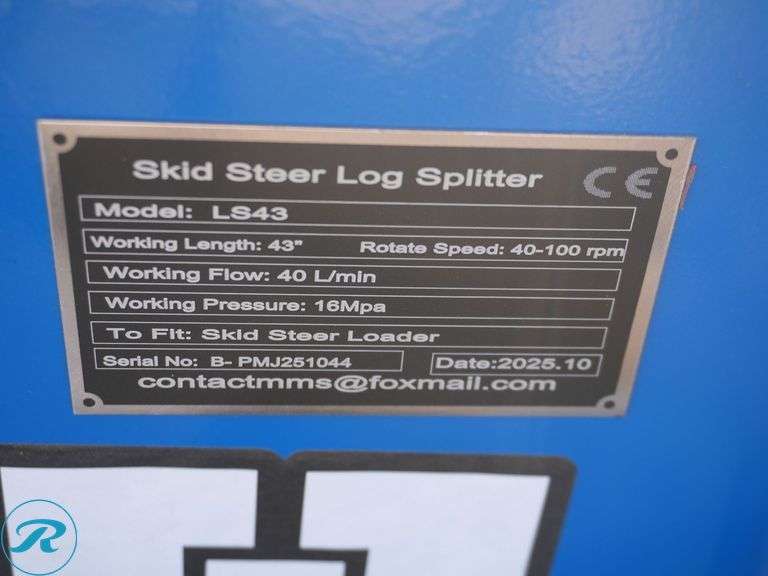 Skid Steer Log Splitter CE
Model: LS43
Working Length: 43" Rotate Speed: 40-100 rpm
Working Flow: 40 L/min
Working Pressure: 16Mpa
To Fit: Skid Steer Loader
Serial No: B- PMJ251044 Date:2025.10
contactmms@foxmail.com
R